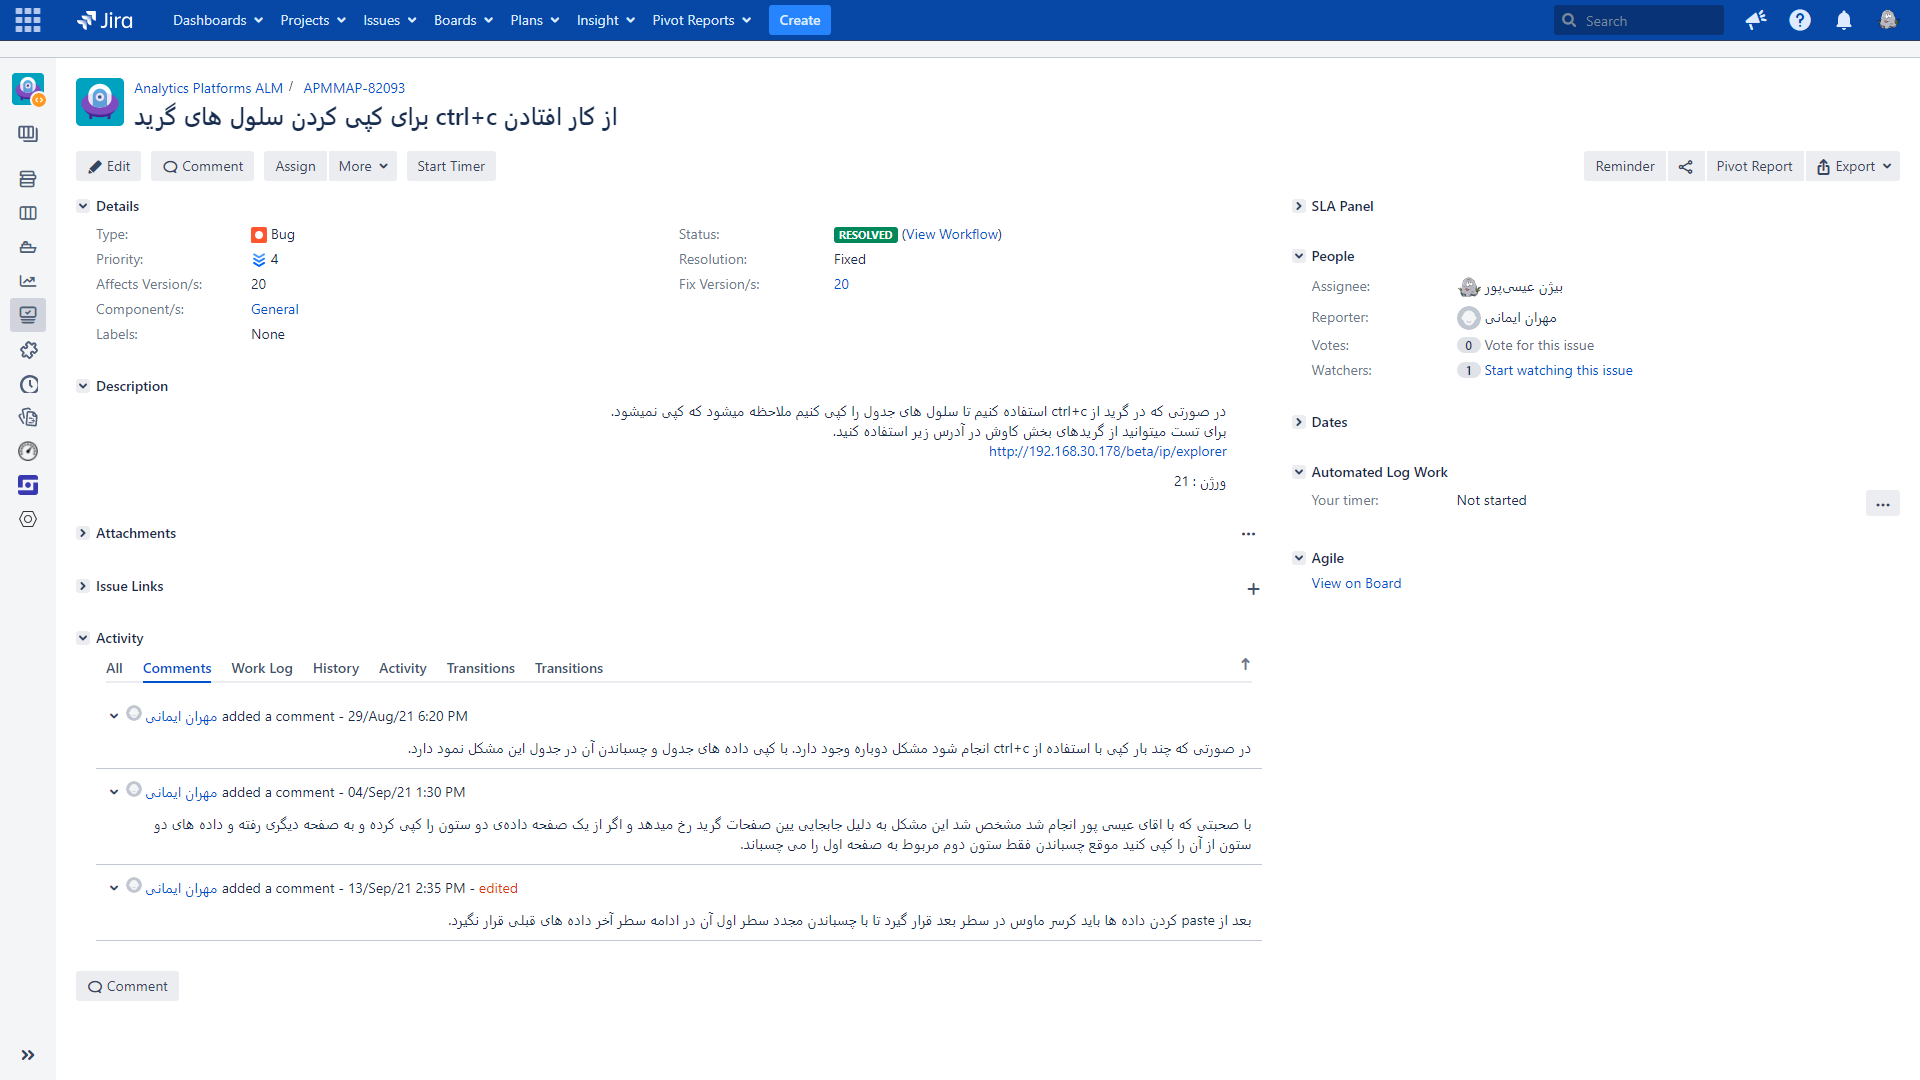 Jira
Dashboards
Projects
Issues
Boards
Plans
Insight
Pivot Reports
Create
Search
Analytics Platforms ALM / APMMAP-82093
از کار افتادن ctrl+c برای کپی کردن سلول های گرید
Edit
Comment
Assign
More
Start Timer
Reminder
Pivot Report
Export
Details
Type: Bug
Priority: 4
Affects Version/s: 20
Component/s: General
Labels: None
Status: RESOLVED (View Workflow)
Resolution: Fixed
Fix Version/s: 20
Description
در صورتی که در گرید از ctrl+c استفاده کنیم تا سلول های جدول را کپی کنیم ملاحظه میشود که کپی نمیشود.
برای تست میتوانید از گریدهای بخش کاوش در آدرس زیر استفاده کنید.
http://192.168.30.178/beta/ip/explorer
ورژن : 21
Attachments
Issue Links
Activity
All
Comments
Work Log
History
Activity
Transitions
Transitions
مهران ایمانی added a comment - 29/Aug/21 6:20 PM
در صورتی که چند بار کپی با استفاده از ctrl+c انجام شود مشکل دوباره وجود دارد. با کپی داده های جدول و چسباندن آن در جدول این مشکل نمود دارد.
مهران ایمانی added a comment - 04/Sep/21 1:30 PM
با صحبتی که با اقای عیسی پور انجام شد مشخص شد این مشکل به دلیل جابجایی یین صفحات گرید رخ میدهد و اگر از یک صفحه داده‌ی دو ستون را کپی کرده و به صفحه دیگری رفته و داده های دو
ستون از آن را کپی کنید موقع چسباندن فقط ستون دوم مربوط به صفحه اول را می چسباند.
مهران ایمانی added a comment - 13/Sep/21 2:35 PM - edited
بعد از paste کردن داده ها باید کرسر ماوس در سطر بعد قرار گیرد تا با چسباندن مجدد سطر اول آن در ادامه سطر آخر داده های قبلی قرار نگیرد.
Comment
SLA Panel
People
Assignee: بیژن عیسی‌پور
Reporter: مهران ایمانی
Votes: 0 Vote for this issue
Watchers: 1 Start watching this issue
Dates
Automated Log Work
Your timer: Not started
Agile
View on Board